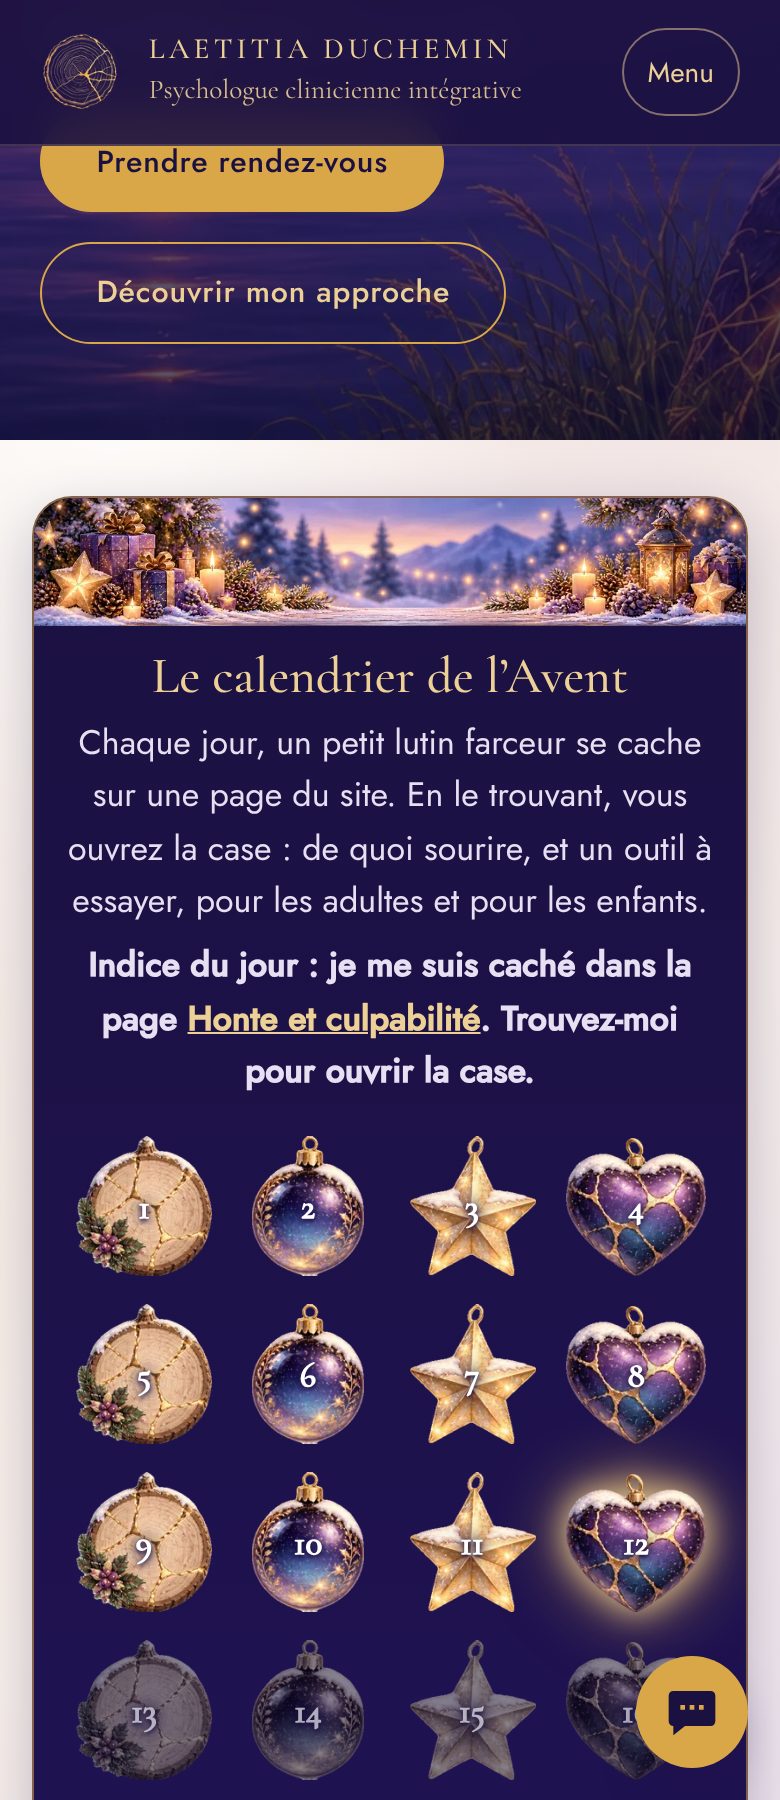 LAETITIA DUCHEMIN
Psychologue clinicienne intégrative
Menu
Prendre rendez-vous
Découvrir mon approche
Le calendrier de l’Avent
Chaque jour, un petit lutin farceur se cache
sur une page du site. En le trouvant, vous
ouvrez la case : de quoi sourire, et un outil à
essayer, pour les adultes et pour les enfants.
Indice du jour : je me suis caché dans la
page Honte et culpabilité. Trouvez-moi
pour ouvrir la case.
1 2 3 4
5 6 7 8
9 10 11 12
13 14 15